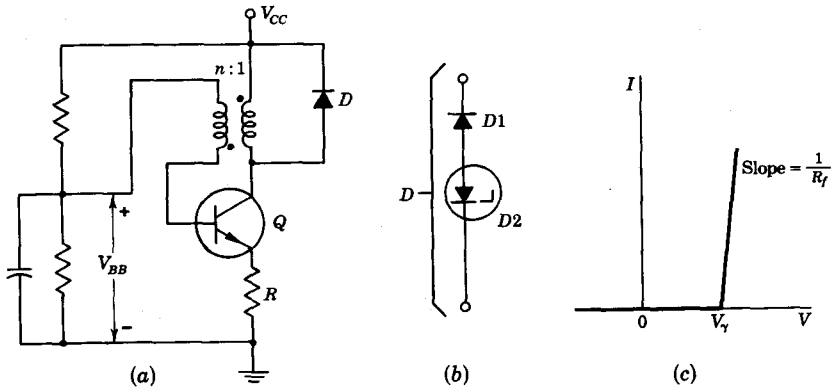 V_CC
n : 1
D
+
V_BB
−
Q
R
(a)
D
D1
D2
(b)
I
Slope = 1/R_f
0
V_γ
V
(c)